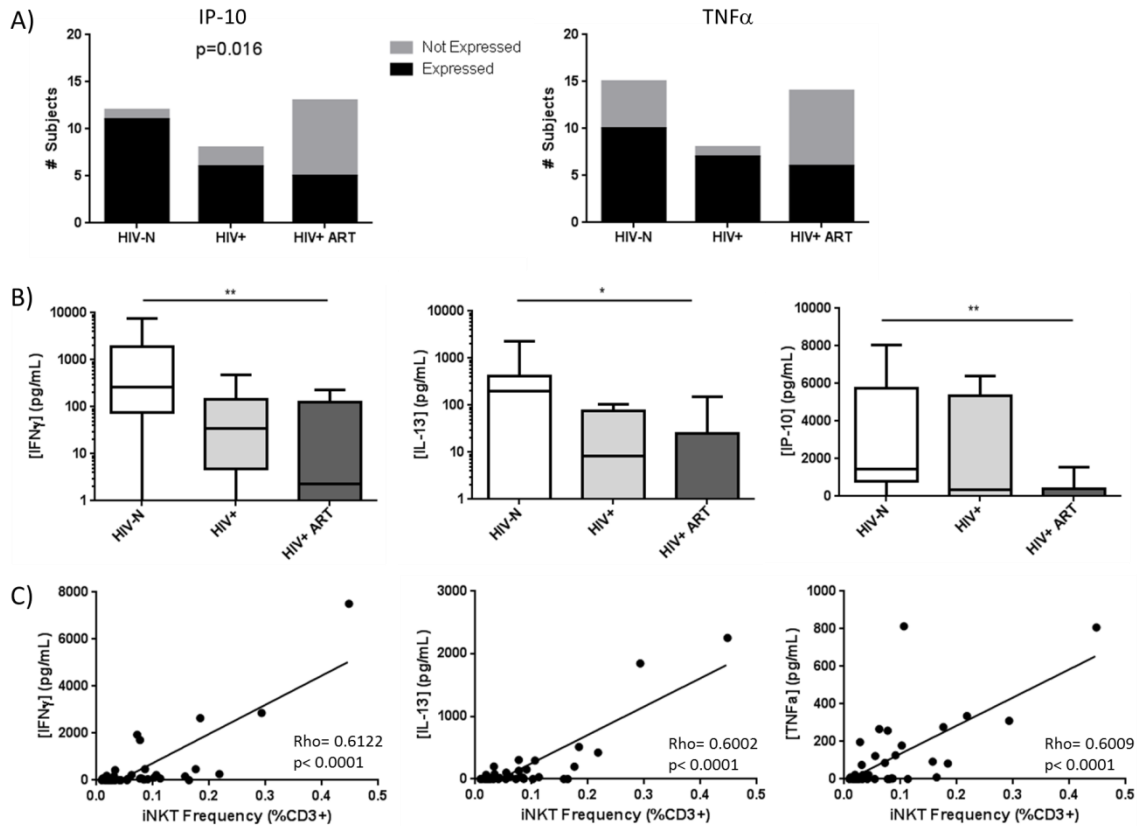 A)
IP-10
p=0.016
# Subjects
20
15
10
5
0
HIV-N
HIV+
HIV+ ART
Not Expressed
Expressed
TNFα
# Subjects
20
15
10
5
0
HIV-N
HIV+
HIV+ ART
B)
[IFNγ] (pg/mL)
10000
1000
100
10
1
**
HIV-N
HIV+
HIV+ ART
[IL-13] (pg/mL)
10000
1000
100
10
1
*
HIV-N
HIV+
HIV+ ART
[IP-10] (pg/mL)
10000
8000
6000
4000
2000
0
**
HIV-N
HIV+
HIV+ ART
C)
[IFNγ] (pg/mL)
8000
6000
4000
2000
0
Rho= 0.6122
p< 0.0001
0.0 0.1 0.2 0.3 0.4 0.5
iNKT Frequency (%CD3+)
[IL-13] (pg/mL)
3000
2000
1000
0
Rho= 0.6002
p< 0.0001
0.0 0.1 0.2 0.3 0.4 0.5
iNKT Frequency (%CD3+)
[TNFa] (pg/mL)
1000
800
600
400
200
0
Rho= 0.6009
p< 0.0001
0.0 0.1 0.2 0.3 0.4 0.5
iNKT Frequency (%CD3+)